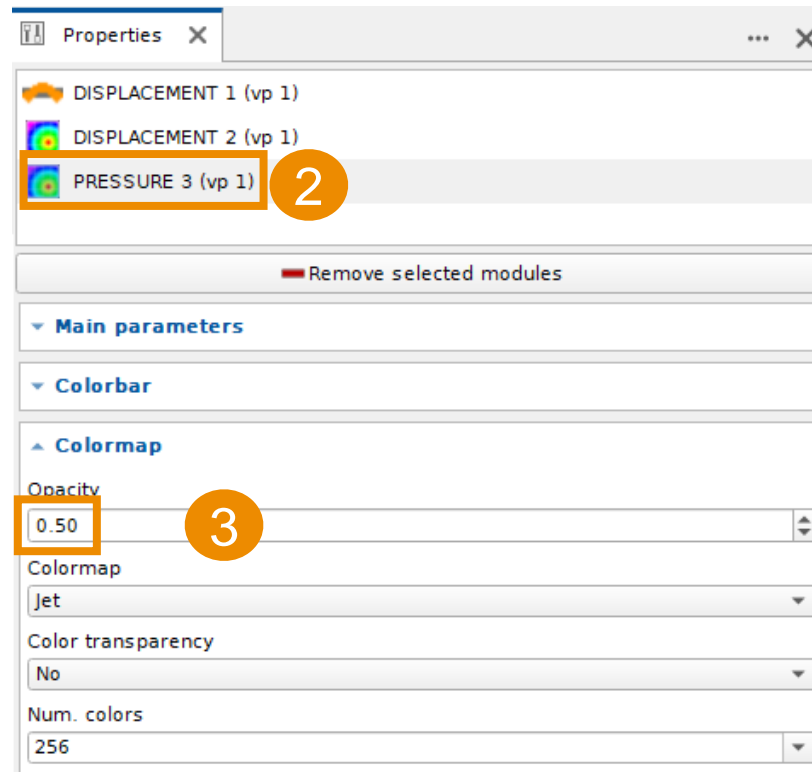 Properties
DISPLACEMENT 1 (vp 1)
DISPLACEMENT 2 (vp 1)
PRESSURE 3 (vp 1)
2
Remove selected modules
Main parameters
Colorbar
Colormap
Opacity
0.50
3
Colormap
Jet
Color transparency
No
Num. colors
256